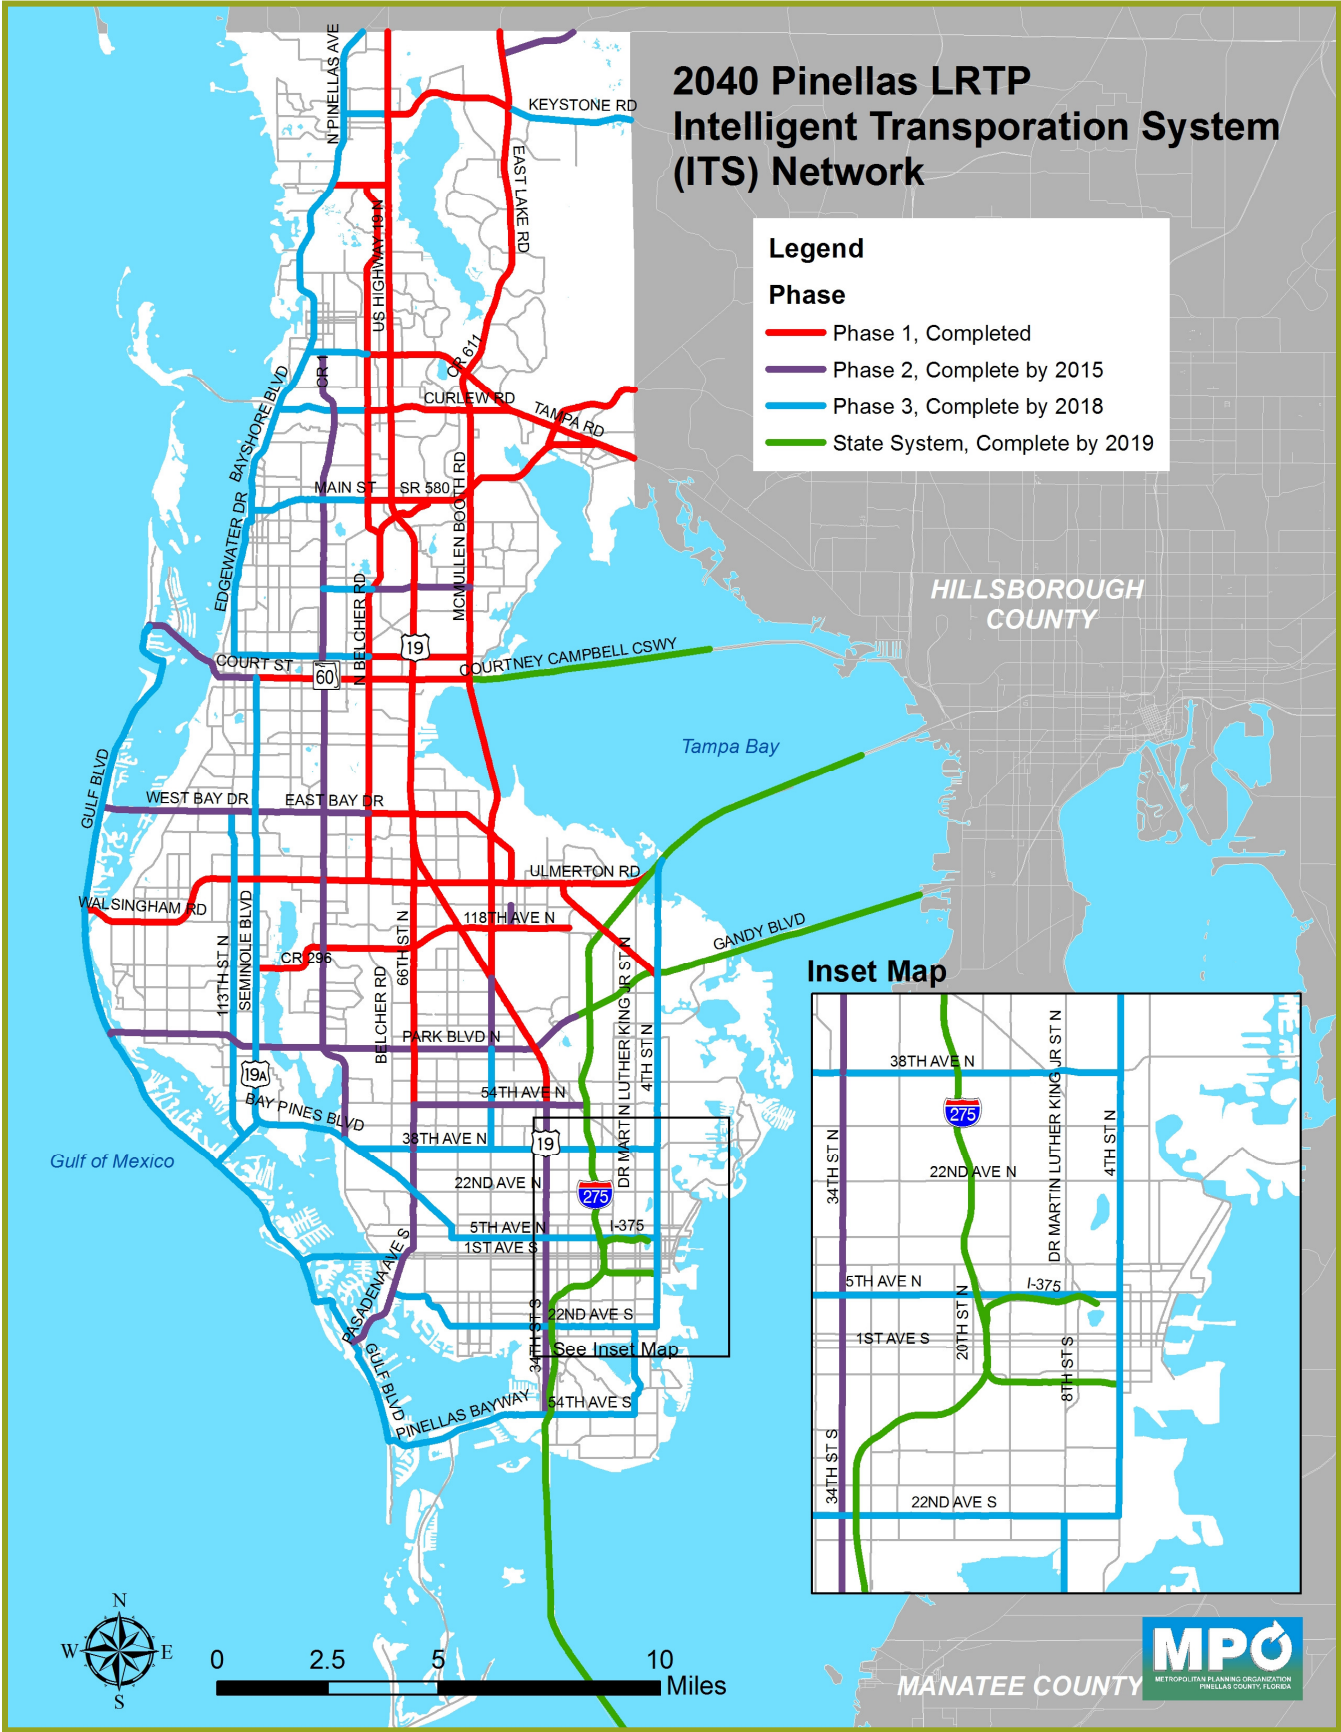 2040 Pinellas LRTP
Intelligent Transporation System
(ITS) Network
Legend
Phase
Phase 1, Completed
Phase 2, Complete by 2015
Phase 3, Complete by 2018
State System, Complete by 2019
N PINELLAS AVE
KEYSTONE RD
EAST LAKE RD
US HIGHWAY 19 N
CR 611
CR 1
CURLEW RD
TAMPA RD
BAYSHORE BLVD
MAIN ST
SR 580
MCMULLEN BOOTH RD
EDGEWATER DR
N BELCHER RD
HILLSBOROUGH
COUNTY
19
COURT ST
60
COURTNEY CAMPBELL CSWY
Tampa Bay
GULF BLVD
WEST BAY DR
EAST BAY DR
ULMERTON RD
WALSINGHAM RD
118TH AVE N
GANDY BLVD
113TH ST N
SEMINOLE BLVD
CR 296
66TH ST N
BELCHER RD
DR MARTIN LUTHER KING JR ST N
4TH ST N
PARK BLVD N
19A
54TH AVE N
BAY PINES BLVD
38TH AVE N
19
Gulf of Mexico
22ND AVE N
275
5TH AVE N
I-375
1ST AVE S
PASADENA AVE S
22ND AVE S
34TH ST S
See Inset Map
GULF BLVD
PINELLAS BAYWAY
54TH AVE S
Inset Map
38TH AVE N
DR MARTIN LUTHER KING JR ST N
275
4TH ST N
34TH ST N
22ND AVE N
5TH AVE N
I-375
20TH ST N
1ST AVE S
8TH ST S
34TH ST S
22ND AVE S
N
W
E
S
0
2.5
5
10
Miles
MANATEE COUNTY
MPO
METROPOLITAN PLANNING ORGANIZATION
PINELLAS COUNTY, FLORIDA